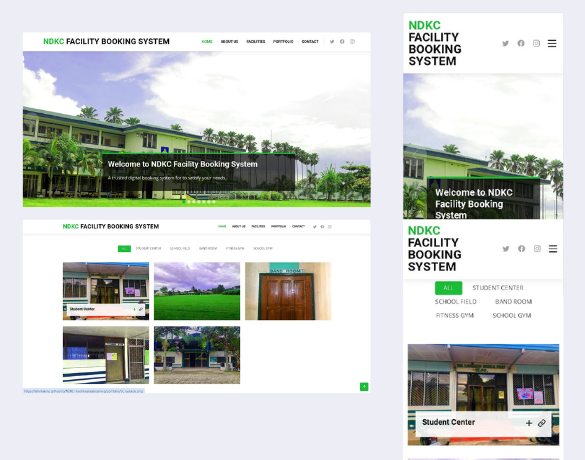 NDKC FACILITY BOOKING SYSTEM
HOME ABOUT US FACILITIES PORTFOLIO CONTACT
Welcome to NDKC Facility Booking System
A trusted digital booking system for to satisfy your needs.
NDKC FACILITY BOOKING SYSTEM
HOME ABOUT US FACILITIES PORTFOLIO CONTACT
ALL STUDENT CENTER SCHOOL FIELD BAND ROOM FITNESS GYM SCHOOL GYM
BAND ROOM
Student Center
NDKC
FACILITY
BOOKING
SYSTEM
Welcome to NDKC
Facility Booking
System
NDKC
FACILITY
BOOKING
SYSTEM
ALL STUDENT CENTER
SCHOOL FIELD BAND ROOM
FITNESS GYM SCHOOL GYM
Student Center